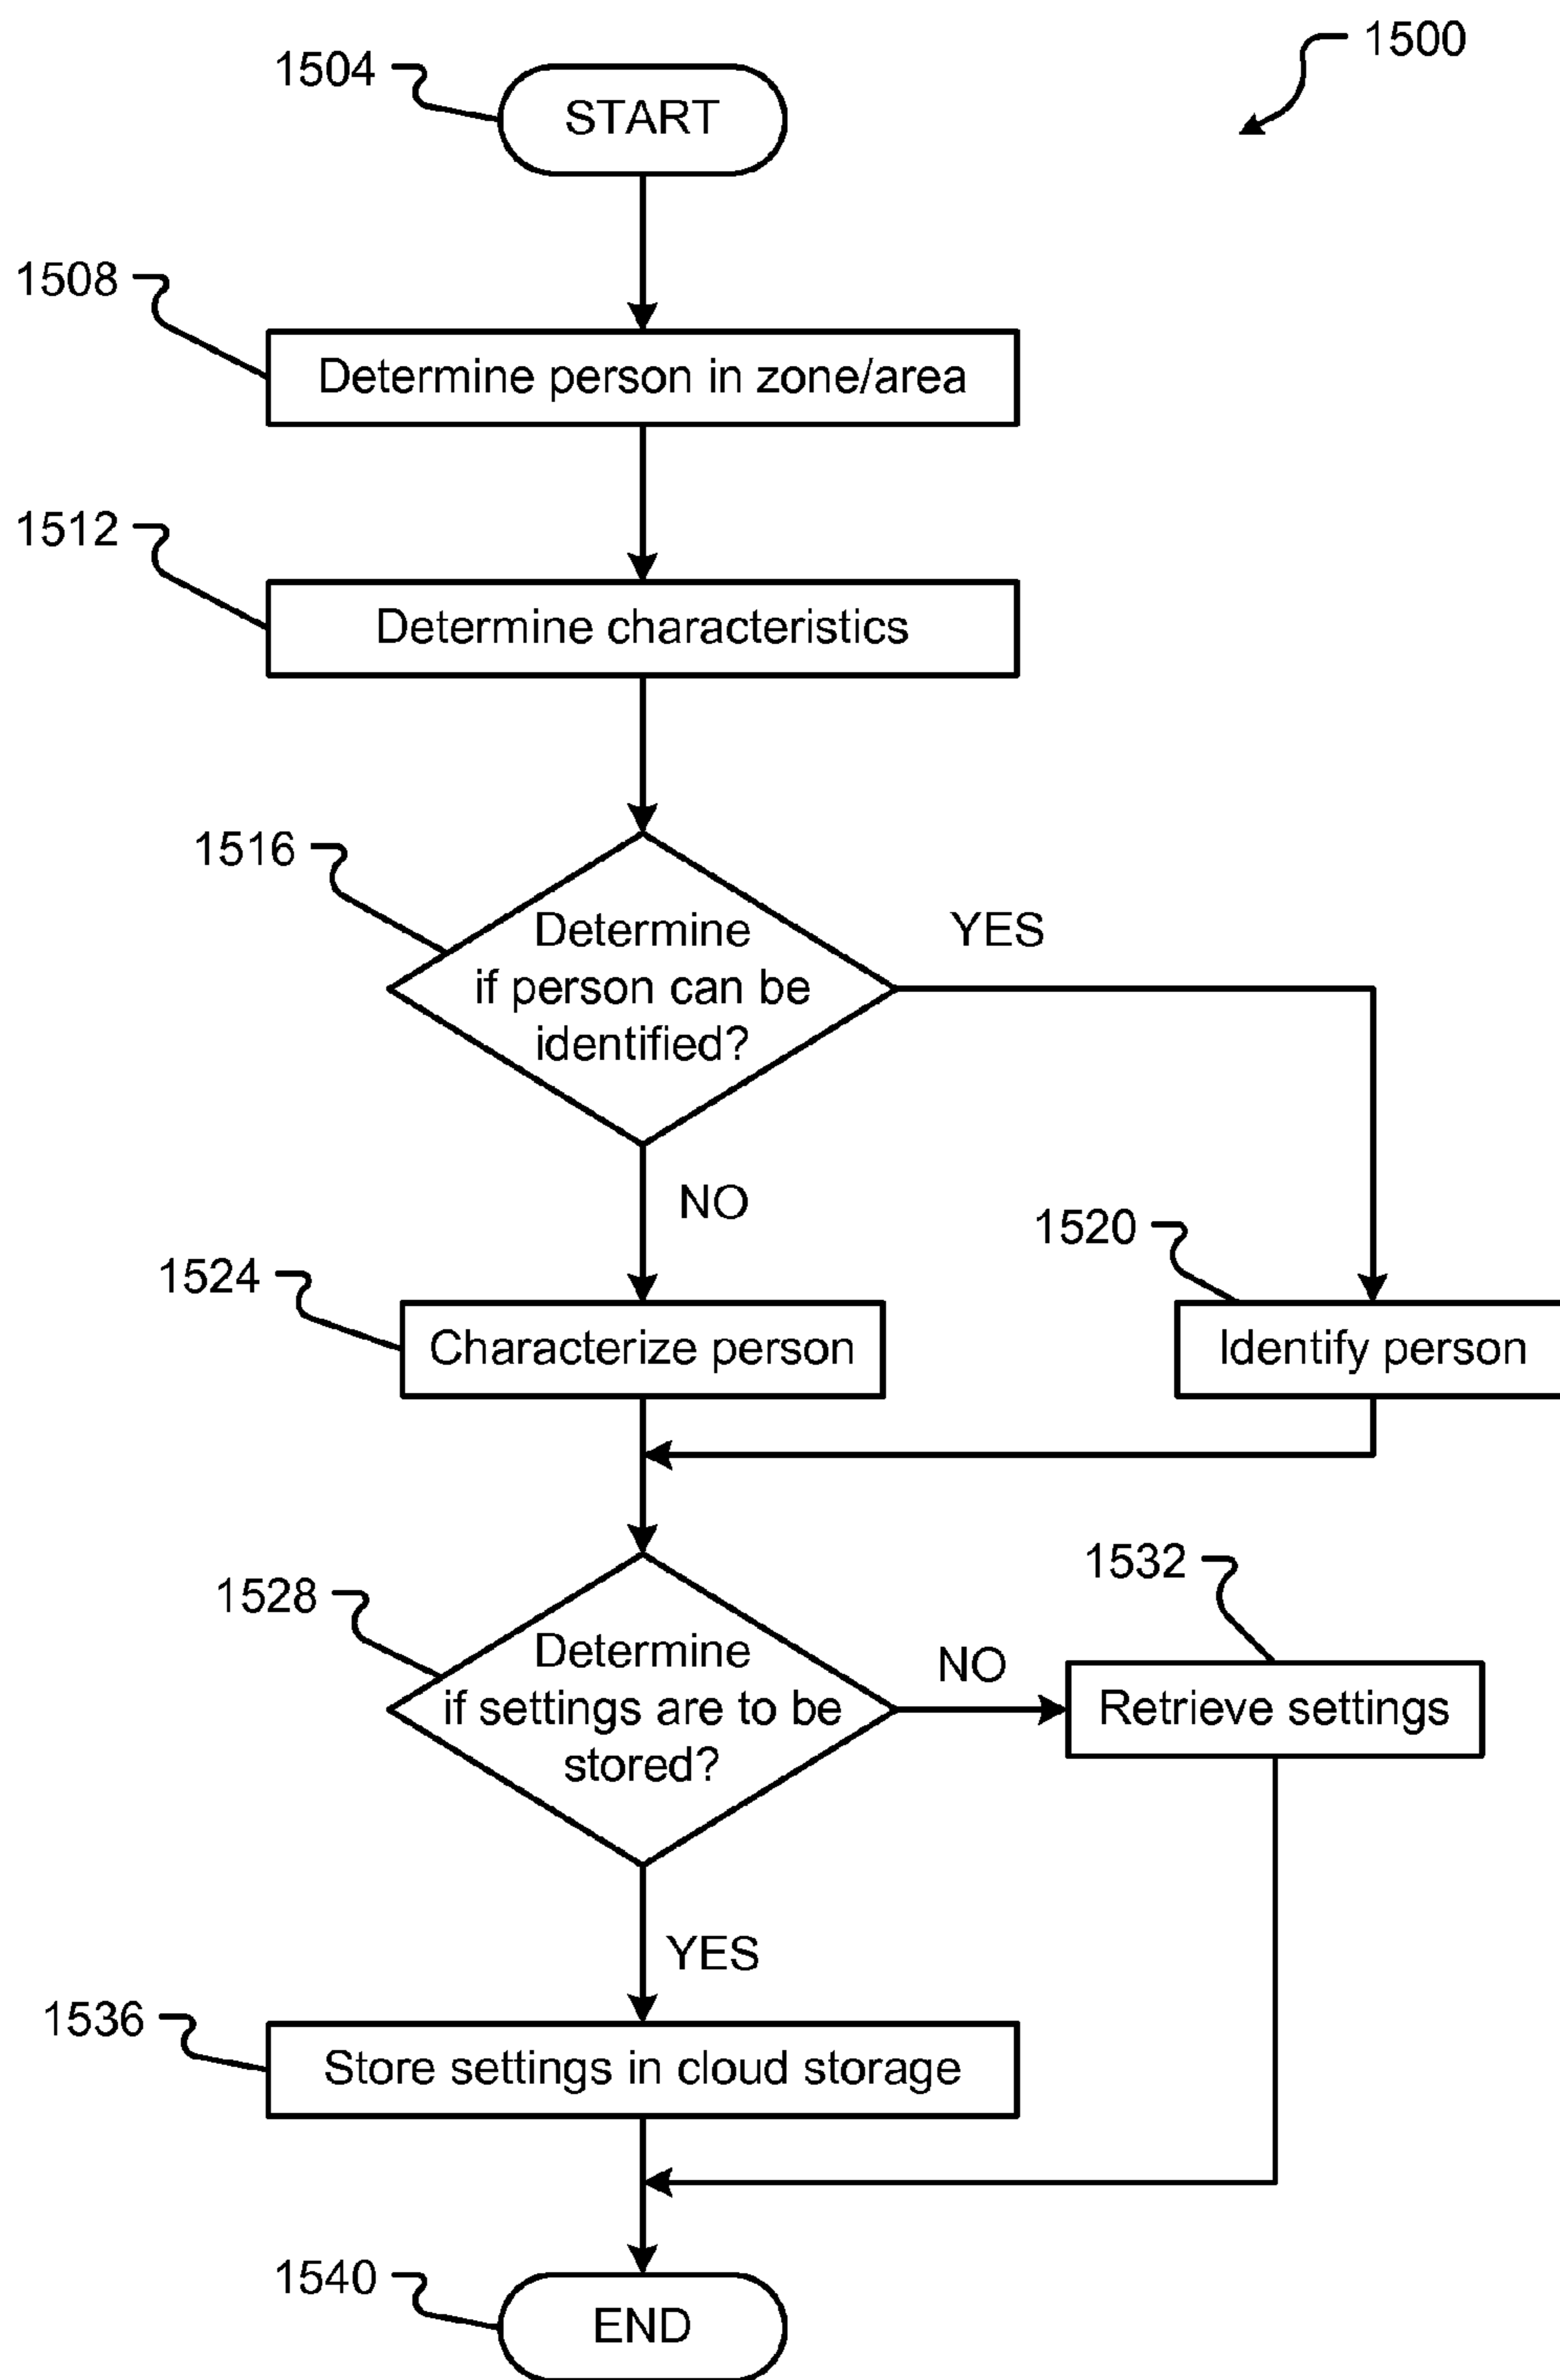 1500
1504
START
1508
Determine person in zone/area
1512
Determine characteristics
1516
Determine
if person can be
identified?
YES
NO
1520
1524
Characterize person
Identify person
1528
Determine
if settings are to be
stored?
NO
1532
Retrieve settings
YES
1536
Store settings in cloud storage
1540
END